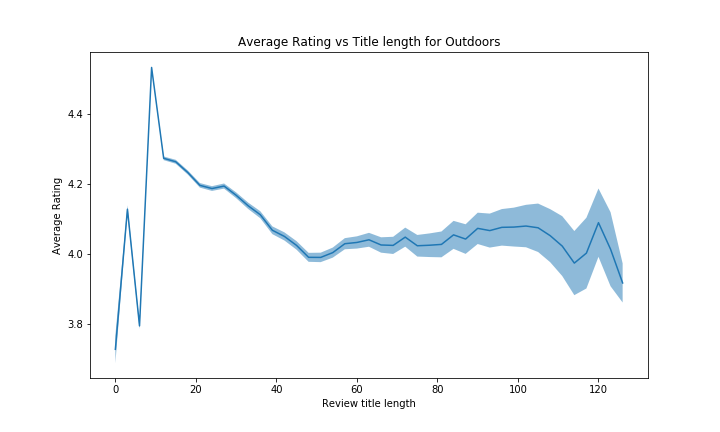 Average Rating vs Title length for Outdoors
Average Rating
4.4
4.2
4.0
3.8
0 20 40 60 80 100 120
Review title length